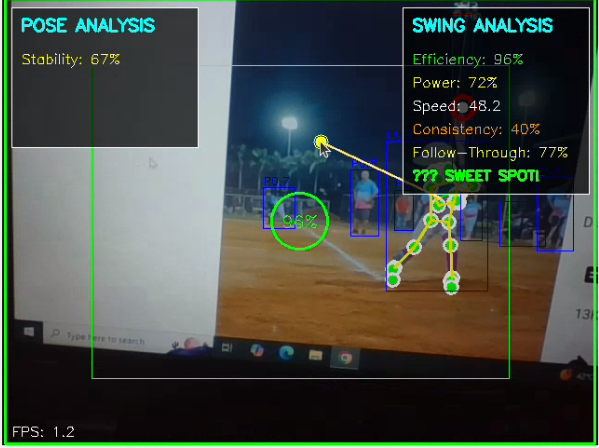 POSE ANALYSIS
Stability: 67%
SWING ANALYSIS
Efficiency: 96%
Power: 72%
Speed: 48.2
Consistency: 40%
Follow-Through: 77%
??? SWEET SPOT!
96%
Type here to search
FPS: 1.2